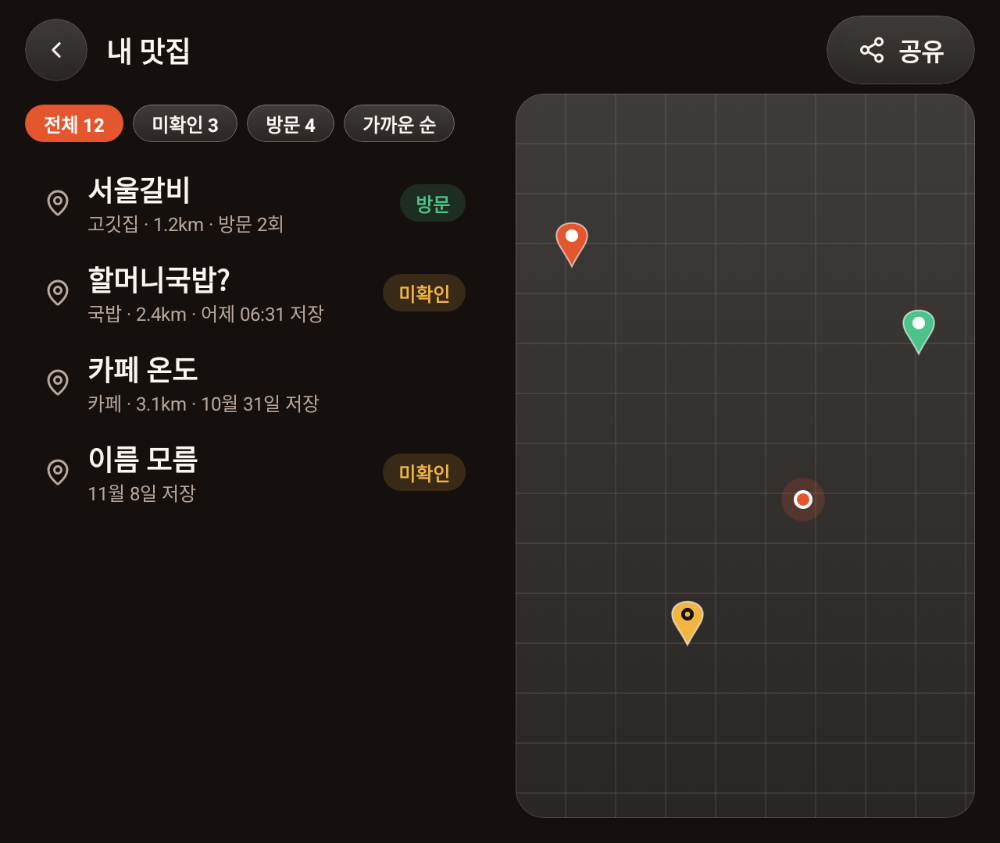 내 맛집
공유
전체 12
미확인 3
방문 4
가까운 순
서울갈비
고깃집 · 1.2km · 방문 2회
방문
할머니국밥?
국밥 · 2.4km · 어제 06:31 저장
미확인
카페 온도
카페 · 3.1km · 10월 31일 저장
이름 모름
11월 8일 저장
미확인